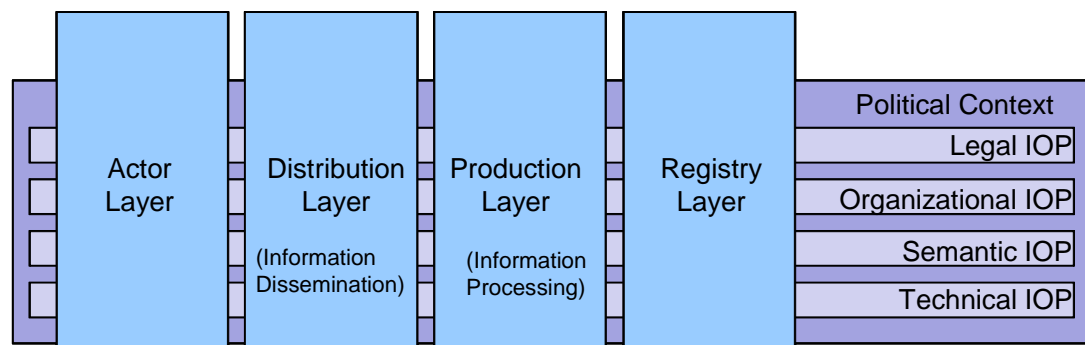 Actor
Layer
Distribution
Layer
(Information
Dissemination)
Production
Layer
(Information
Processing)
Registry
Layer
Political Context
Legal IOP
Organizational IOP
Semantic IOP
Technical IOP